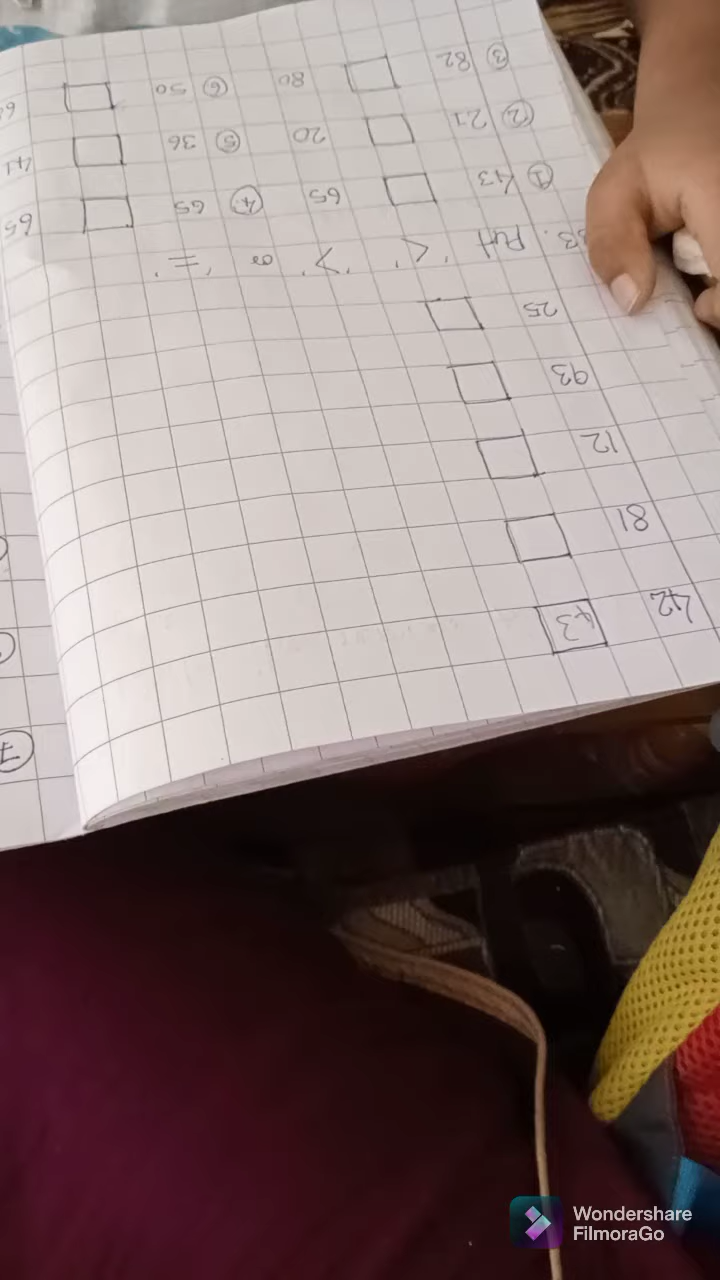 42 43
81
12
93
25
3. Put '<' '>' or '='
① 43 65 ④ 65 65
② 21 20 ⑤ 36 41
③ 82 80 ⑥ 50
7
Wondershare
FilmoraGo